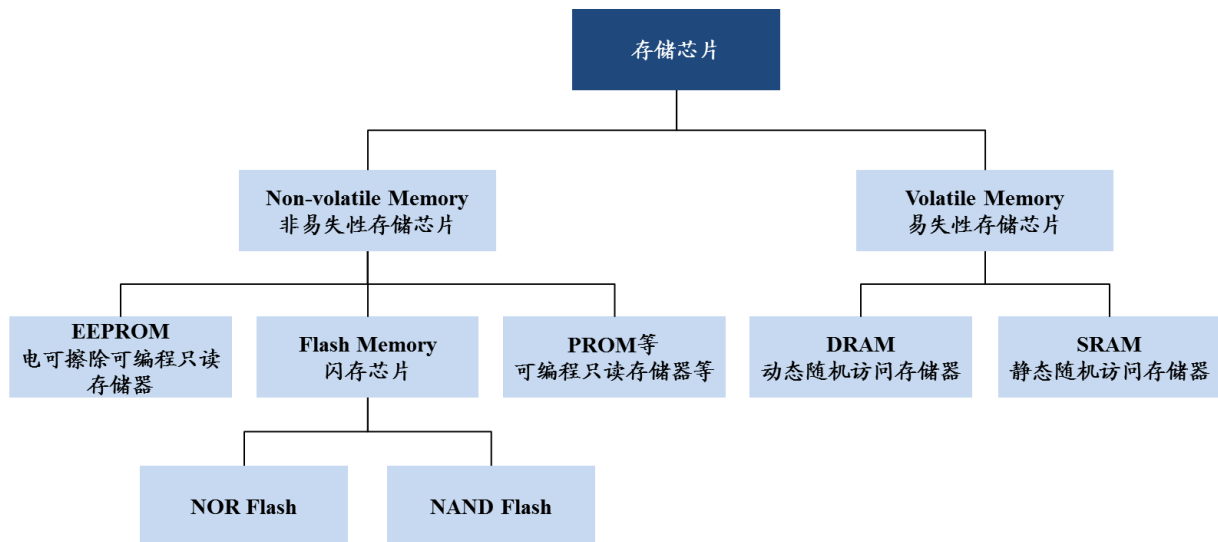 存储芯片
Non-volatile Memory
非易失性存储芯片
Volatile Memory
易失性存储芯片
EEPROM
电可擦除可编程只读
存储器
Flash Memory
闪存芯片
PROM等
可编程只读存储器等
DRAM
动态随机访问存储器
SRAM
静态随机访问存储器
NOR Flash
NAND Flash